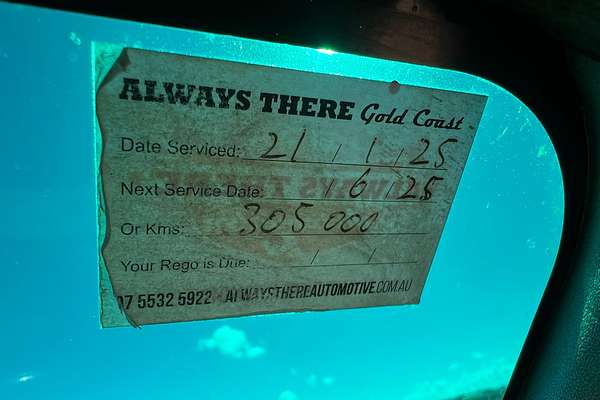 ALWAYS THERE Gold Coast
Date Serviced: 21 / 1 / 25
Next Service Date: / 6 / 25
Or Kms: 305 000
Your Rego is Due: / /
07 5532 5922 ALWAYSTHEREAUTOMOTIVE.COM.AU